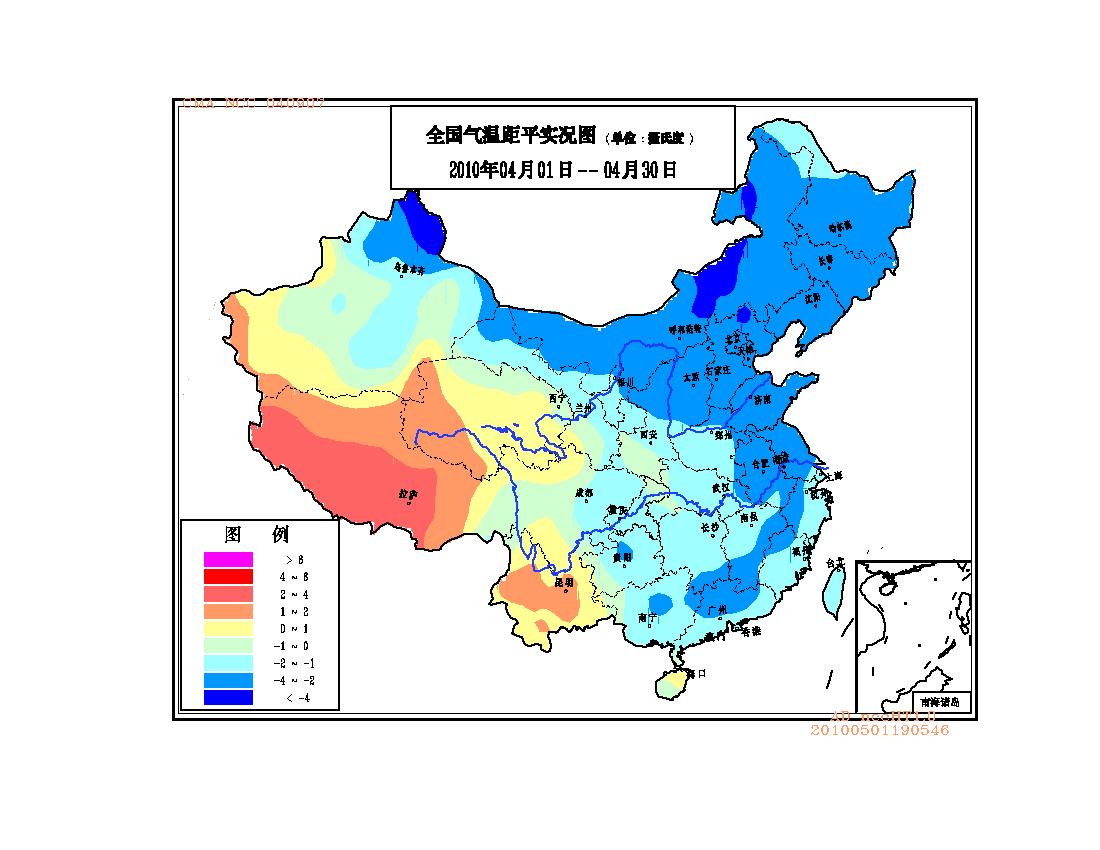 CMA NCC 040902
全国气温距平实况图 (单位:摄氏度)
2010年04月01日 -- 04月30日
哈尔滨
长春
乌鲁木齐
沈阳
呼和浩特
北京
天津
银川
太原
石家庄
济南
西宁
兰州
西安
郑州
合肥
南京
上海
成都
拉萨
武汉
杭州
重庆
南昌
长沙
贵阳
福州
台北
昆明
南宁
广州
澳门
香港
海口
图 例
> 6
4 ~ 6
2 ~ 4
1 ~ 2
0 ~ 1
-1 ~ 0
-2 ~ -1
-4 ~ -2
< -4
南海诸岛
20100501190546